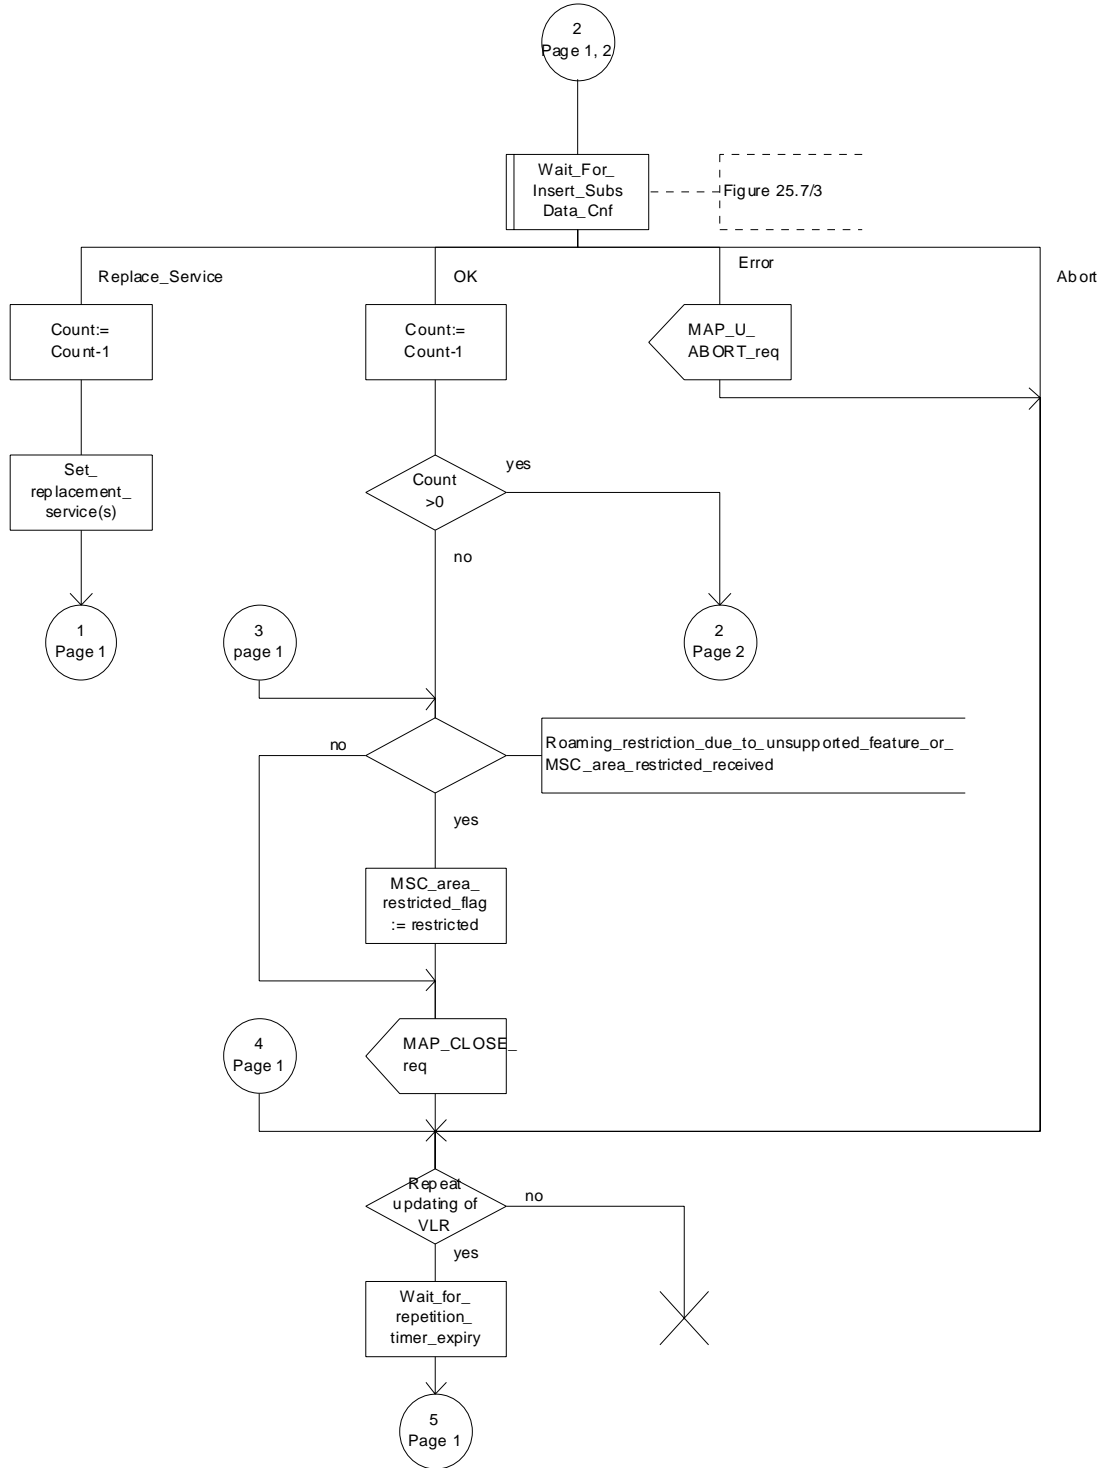 2
Page 1, 2
Wait_For_
Insert_Subs
Data_Cnf
Figure 25.7/3
Replace_Service
OK
Error
Abort
Count:=
Count-1
Count:=
Count-1
MAP_U_
ABORT_req
Set_
replacement_
service(s)
Count
>0
yes
no
1
Page 1
3
page 1
2
Page 2
no
Roaming_restriction_due_to_unsupported_feature_or_
MSC_area_restricted_received
yes
MSC_area_
restricted_flag
:= restricted
4
Page 1
MAP_CLOSE_
req
Repeat
updating of
VLR
no
yes
Wait_for_
repetition_
timer_expiry
5
Page 1